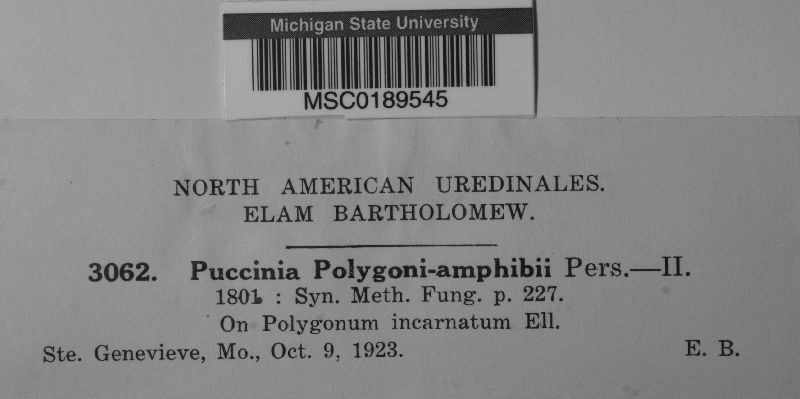 Michigan State University
MSC0189545
NORTH AMERICAN UREDINALES.
ELAM BARTHOLOMEW.
3062. Puccinia Polygoni-amphibii Pers.—II.
1801 : Syn. Meth. Fung. p. 227.
On Polygonum incarnatum Ell.
Ste. Genevieve, Mo., Oct. 9, 1923. E. B.